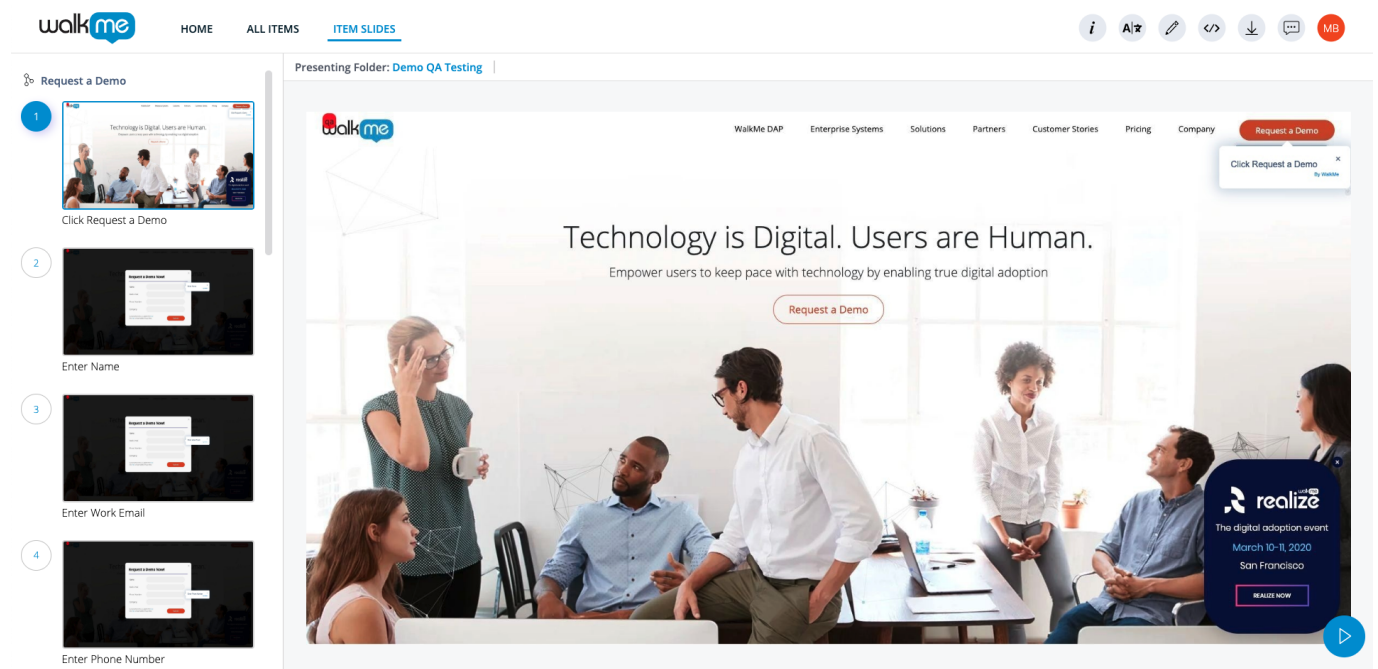 walkme
HOME
ALL ITEMS
ITEM SLIDES
MB
Request a Demo
Presenting Folder: Demo QA Testing
1
Click Request a Demo
2
Enter Name
3
Enter Work Email
4
Enter Phone Number
walkme
WalkMe DAP
Enterprise Systems
Solutions
Partners
Customer Stories
Pricing
Company
Request a Demo
Click Request a Demo
By WalkMe
Technology is Digital. Users are Human.
Empower users to keep pace with technology by enabling true digital adoption
Request a Demo
realize
The digital adoption event
March 10-11, 2020
San Francisco
REALIZE NOW